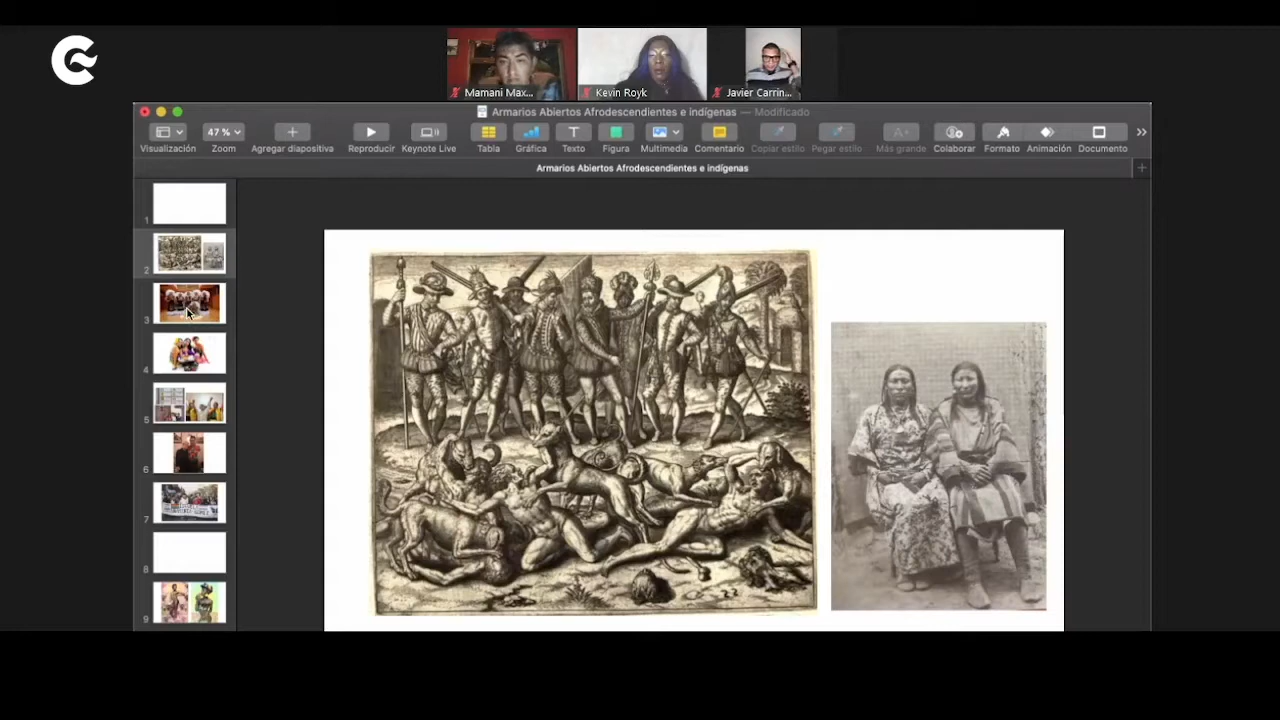 Mamani Max...
Kevin Royk
Javier Carrin...
Armarios Abiertos Afrodescendientes e indígenas — Modificado
47 %
Visualización
Zoom
Agregar diapositiva
Reproducir
Keynote Live
Tabla
Gráfica
Texto
Figura
Multimedia
Comentario
Copiar estilo
Pegar estilo
Más grande
Colaborar
Formato
Animación
Documento
Armarios Abiertos Afrodescendientes e indígenas
1
2
3
4
5
6
7
8
9